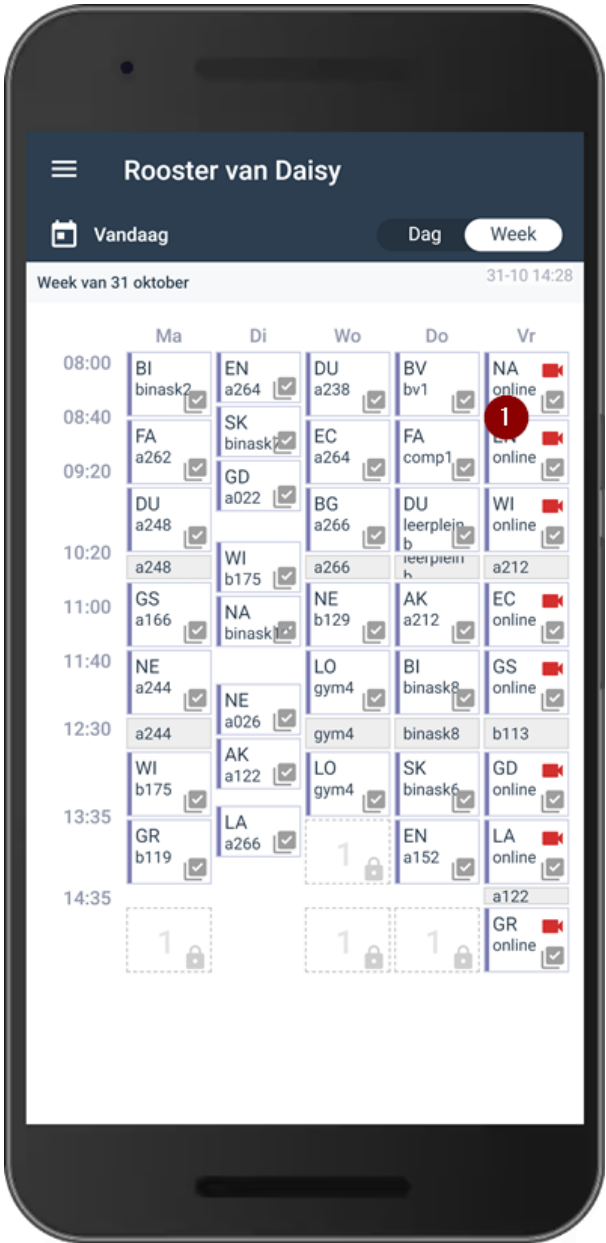 Rooster van Daisy
Vandaag
Dag
Week
Week van 31 oktober
31-10 14:28
Ma
Di
Wo
Do
Vr
08:00
08:40
09:20
10:20
11:00
11:40
12:30
13:35
14:35
BI
binask2
FA
a262
DU
a248
a248
GS
a166
NE
a244
a244
WI
b175
GR
b119
1
EN
a264
SK
GD
a022
WI
b175
NA
NE
a026
AK
a122
LA
a266
DU
a238
EC
a264
BG
a266
a266
NE
b129
LO
gym4
gym4
LO
gym4
1
1
BV
bv1
FA
comp1
DU
leerplein
b
leerplein
b
AK
a212
BI
binask8
binask8
SK
binask6
EN
a152
1
NA
online
1
online
WI
online
a212
EC
online
GS
online
b113
GD
online
LA
online
a122
GR
online